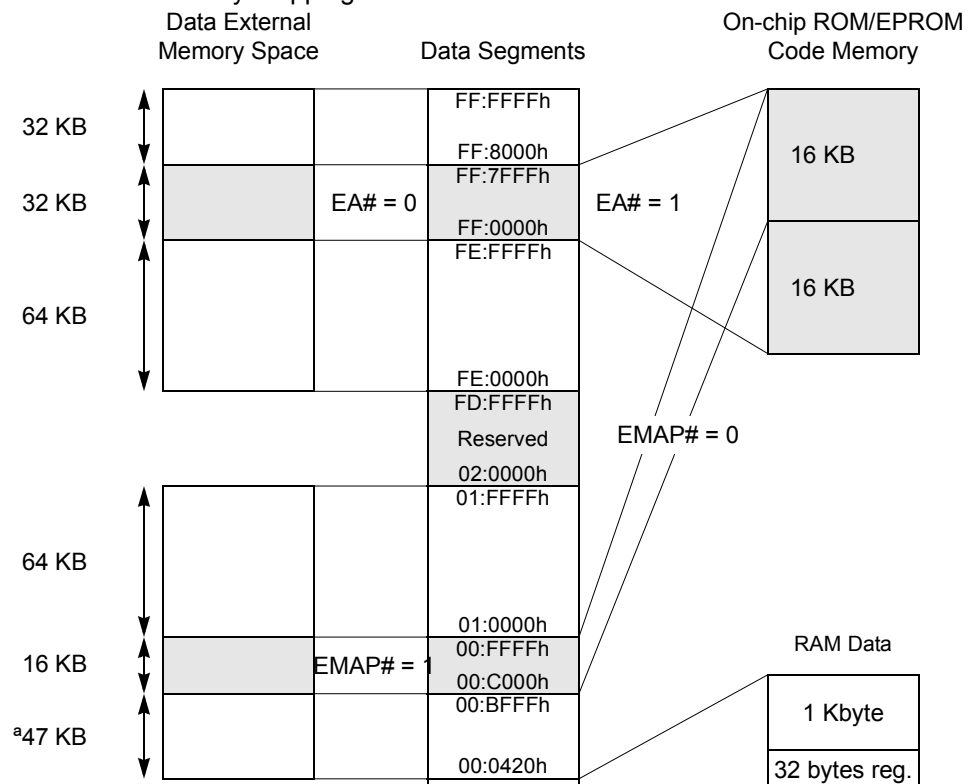 Data External
Memory Space
Data Segments
On-chip ROM/EPROM
Code Memory
32 KB
FF:FFFFh
FF:8000h
16 KB
32 KB
EA# = 0
FF:7FFFh
FF:0000h
EA# = 1
64 KB
FE:FFFFh
FE:0000h
16 KB
FD:FFFFh
Reserved
02:0000h
EMAP# = 0
64 KB
01:FFFFh
01:0000h
16 KB
EMAP# = 1
00:FFFFh
00:C000h
RAM Data
ª47 KB
00:BFFFh
00:0420h
1 Kbyte
32 bytes reg.